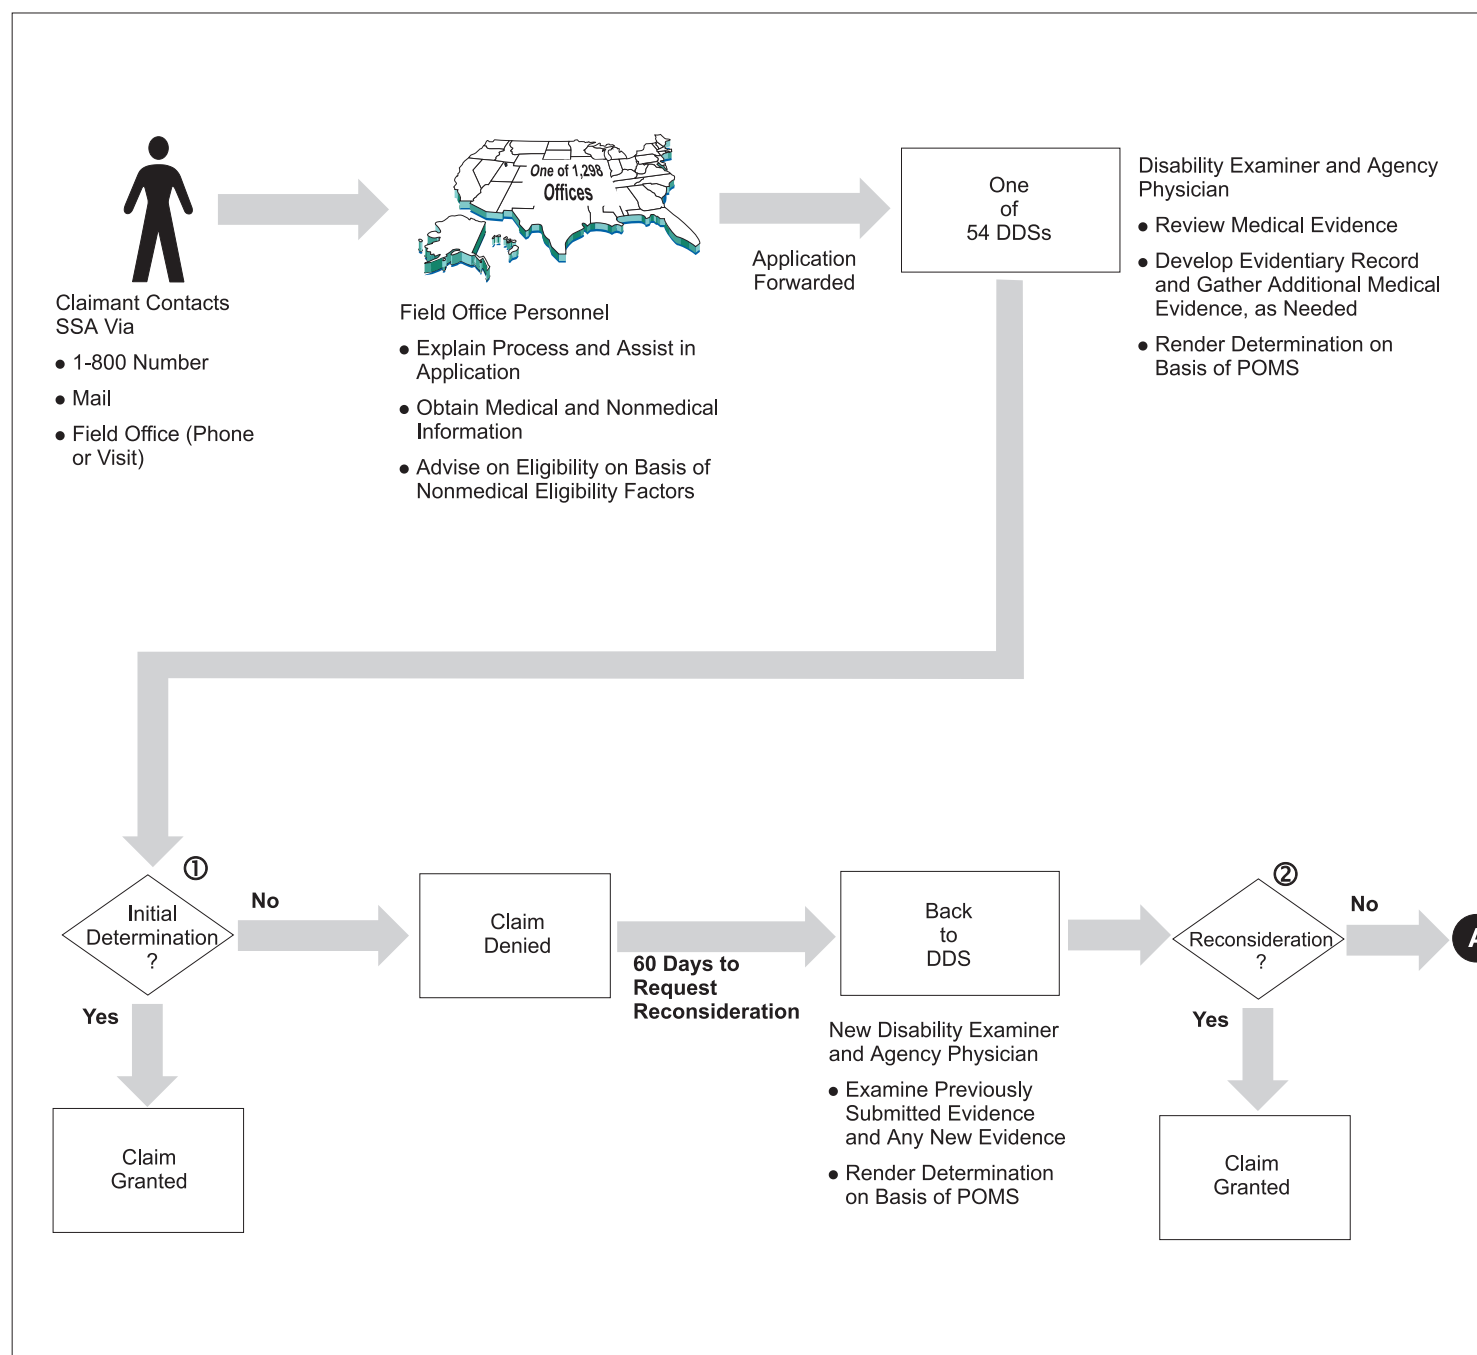 Claimant Contacts
SSA Via
● 1-800 Number
● Mail
● Field Office (Phone
or Visit)
One of 1,298
Offices
Field Office Personnel
● Explain Process and Assist in
Application
● Obtain Medical and Nonmedical
Information
● Advise on Eligibility on Basis of
Nonmedical Eligibility Factors
Application
Forwarded
One
of
54 DDSs
Disability Examiner and Agency
Physician
● Review Medical Evidence
● Develop Evidentiary Record
and Gather Additional Medical
Evidence, as Needed
● Render Determination on
Basis of POMS
①
Initial
Determination
?
No
Yes
Claim
Granted
Claim
Denied
60 Days to
Request
Reconsideration
Back
to
DDS
New Disability Examiner
and Agency Physician
● Examine Previously
Submitted Evidence
and Any New Evidence
● Render Determination
on Basis of POMS
②
Reconsideration
?
No
A
Yes
Claim
Granted